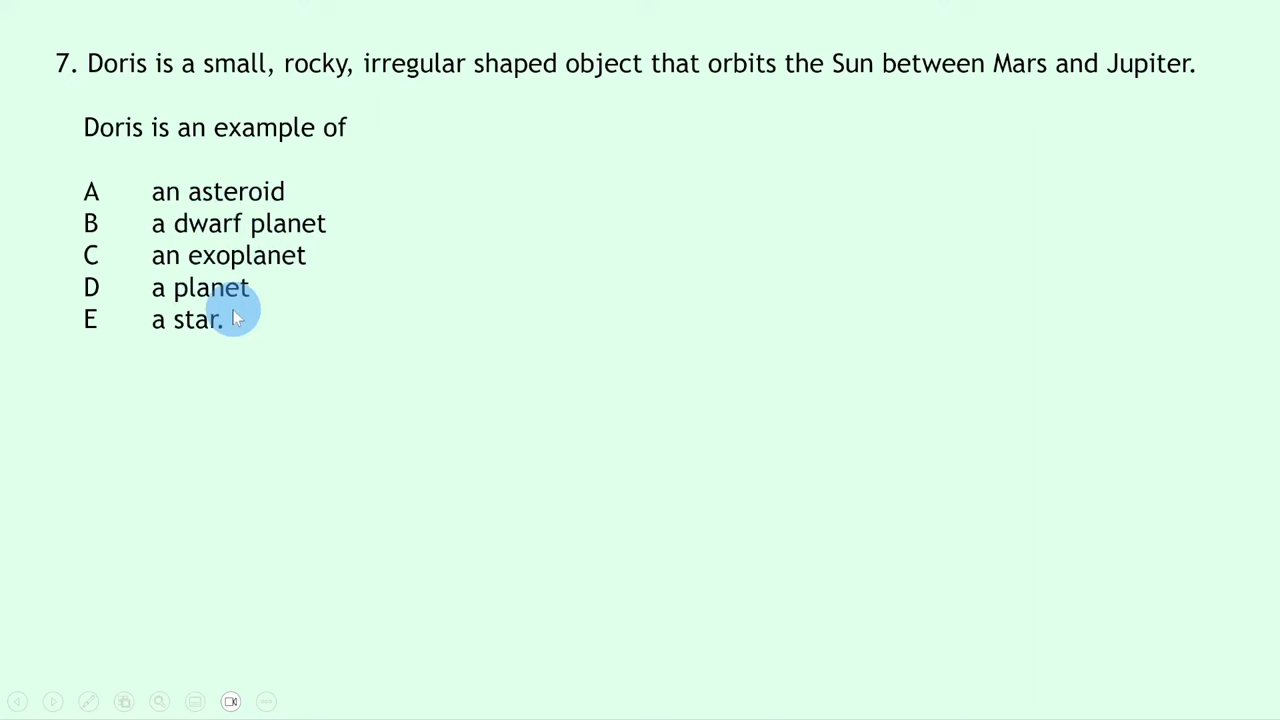 7. Doris is a small, rocky, irregular shaped object that orbits the Sun between Mars and Jupiter.
Doris is an example of
A an asteroid
B a dwarf planet
C an exoplanet
D a planet
E a star.